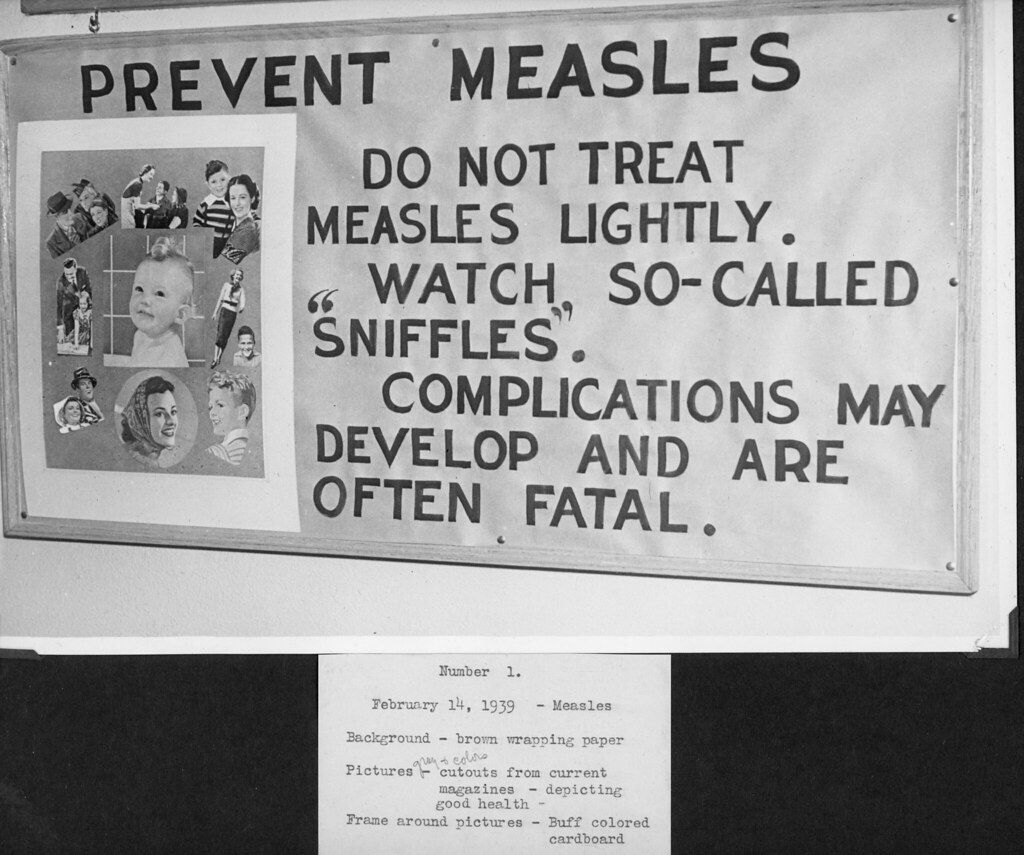 PREVENT MEASLES
DO NOT TREAT
MEASLES LIGHTLY.
WATCH, SO-CALLED
“SNIFFLES”.
COMPLICATIONS MAY
DEVELOP AND ARE
OFTEN FATAL.
Number 1.
February 14, 1939 - Measles
Background - brown wrapping paper
gray & colors
Pictures - cutouts from current
magazines - depicting
good health -
Frame around pictures - Buff colored
cardboard